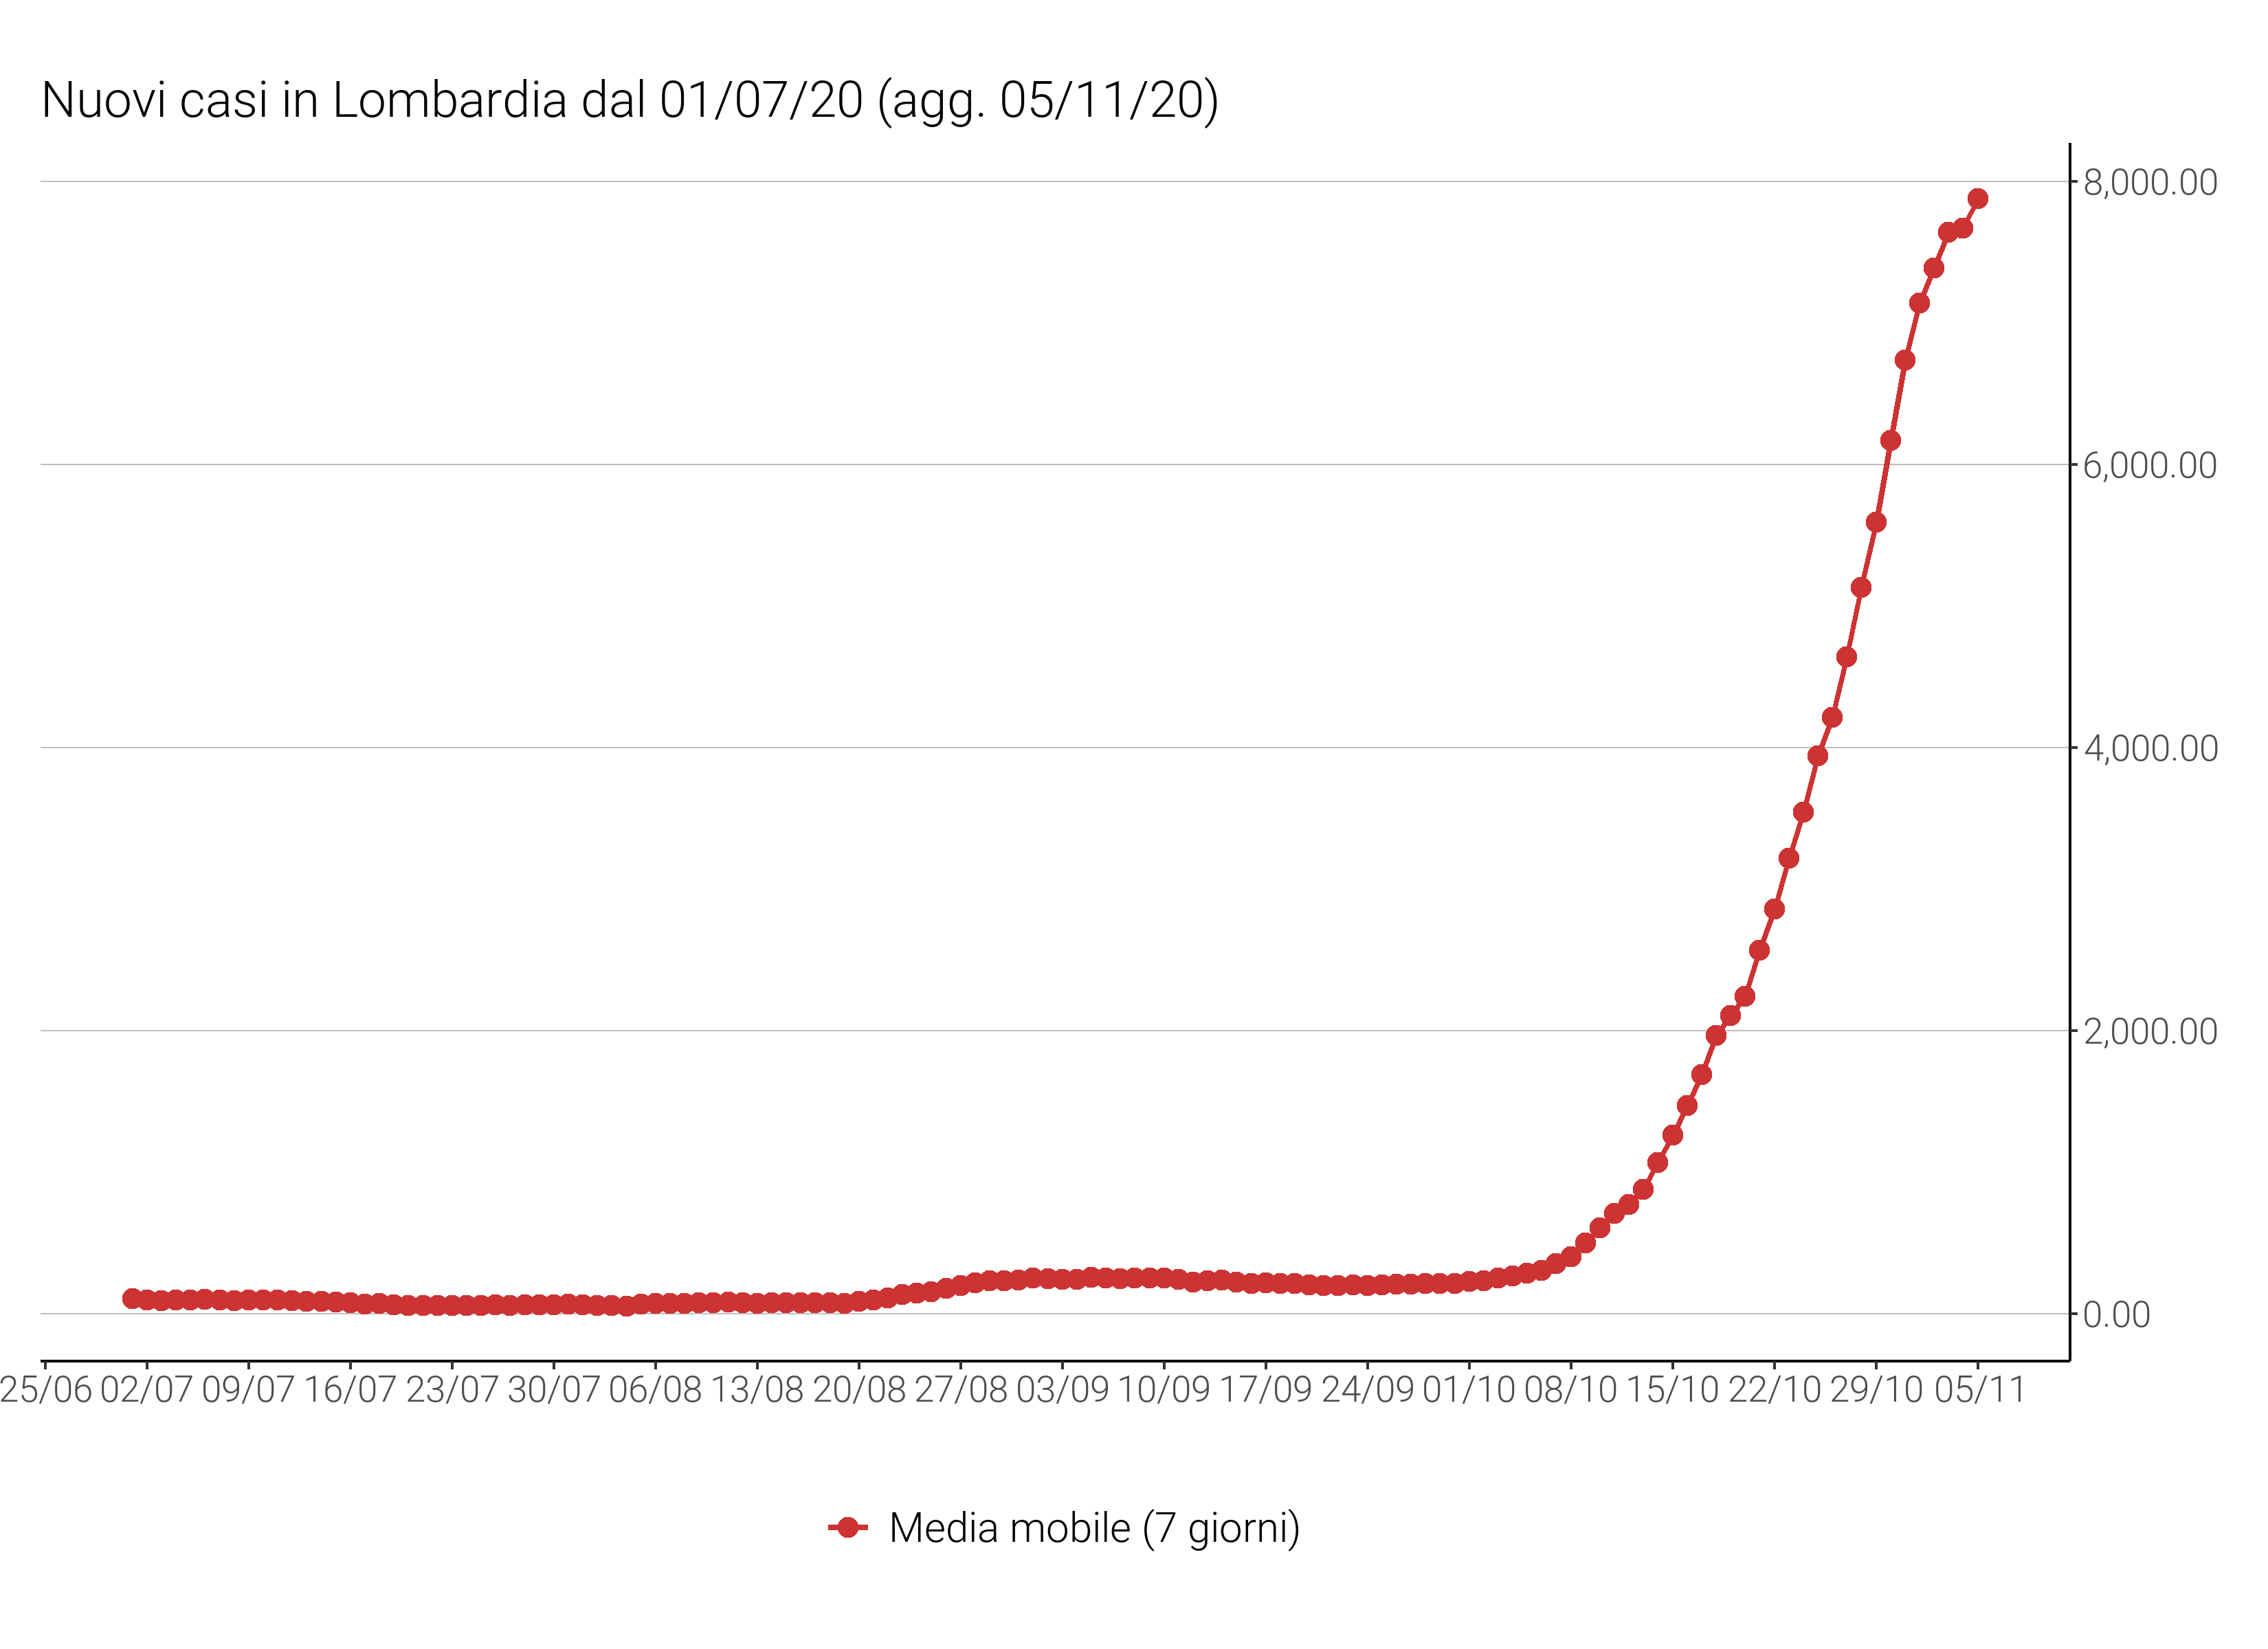 Nuovi casi in Lombardia dal 01/07/20 (agg. 05/11/20)
8,000.00
6,000.00
4,000.00
2,000.00
0.00
25/06 02/07 09/07 16/07 23/07 30/07 06/08 13/08 20/08 27/08 03/09 10/09 17/09 24/09 01/10 08/10 15/10 22/10 29/10 05/11
Media mobile (7 giorni)